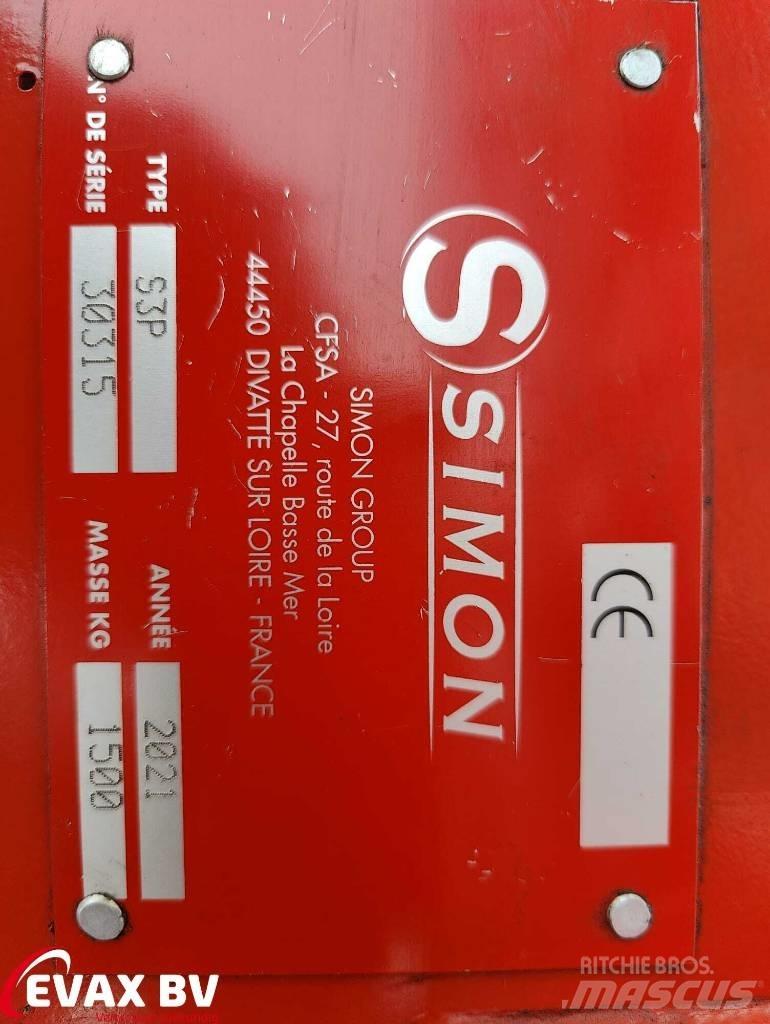 CE
S SIMON
SIMON GROUP
CFSA - 27, route de la Loire
La Chapelle Basse Mer
44450 DIVATTE SUR LOIRE - FRANCE
TYPE S3P ANNÉE 2021
N° DE SÉRIE 30315 MASSE KG 1500
EVAX BV
RITCHIE BROS.
MASCUS